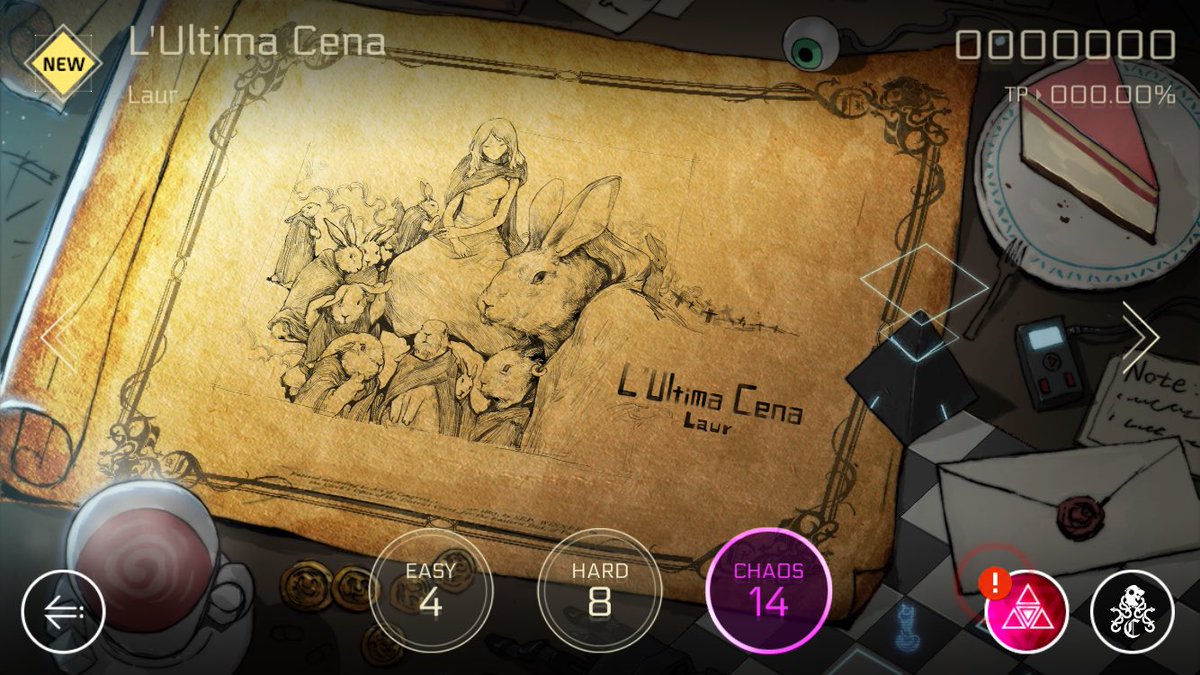 NEW
L'Ultima Cena
Laur
0000000
TP 000.00%
L'Ultima Cena
Laur
Note.
EASY
4
HARD
8
CHAOS
14
!